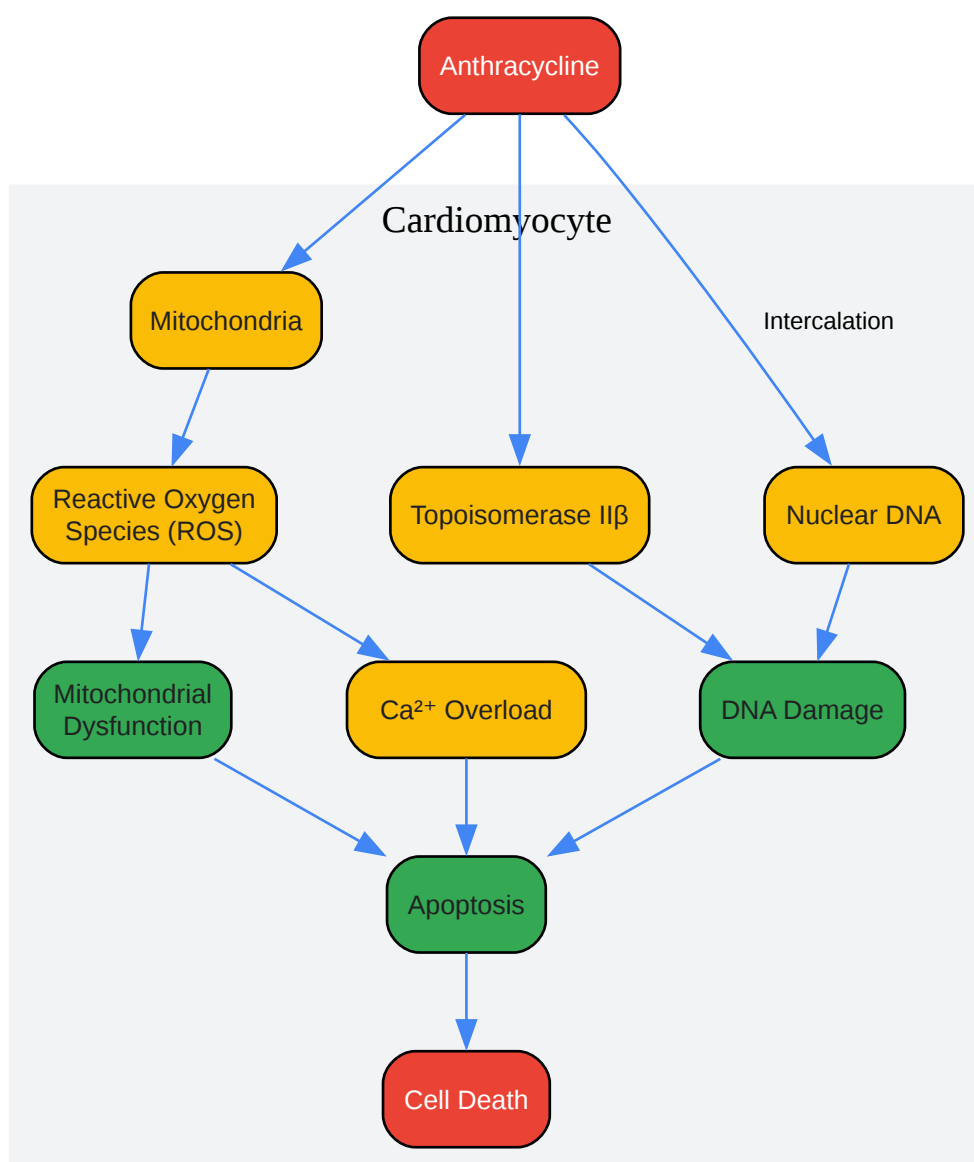 Anthracycline
Cardiomyocyte
Mitochondria
Intercalation
Reactive Oxygen
Species (ROS)
Topoisomerase IIβ
Nuclear DNA
Mitochondrial
Dysfunction
Ca²⁺ Overload
DNA Damage
Apoptosis
Cell Death